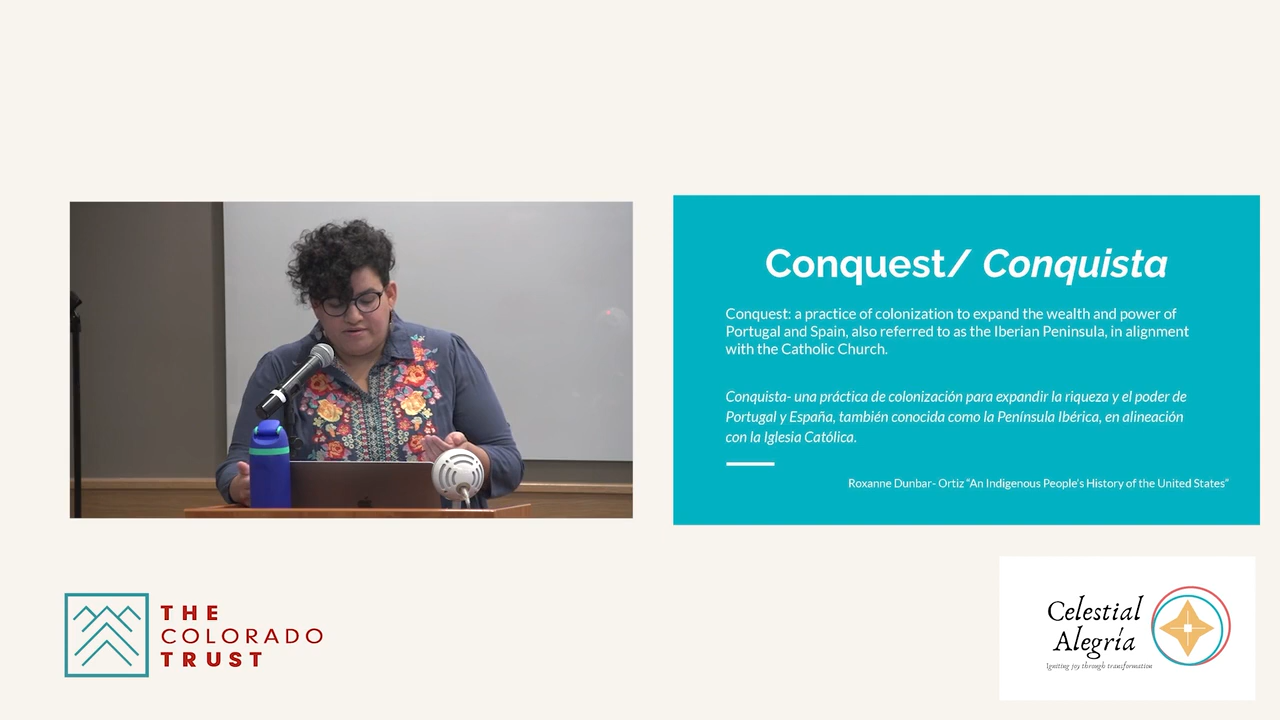 Conquest/ Conquista
Conquest: a practice of colonization to expand the wealth and power of
Portugal and Spain, also referred to as the Iberian Peninsula, in alignment
with the Catholic Church.
Conquista- una práctica de colonización para expandir la riqueza y el poder de
Portugal y España, también conocida como la Península Ibérica, en alineación
con la Iglesia Católica.
Roxanne Dunbar- Ortiz “An Indigenous People’s History of the United States”
THE
COLORADO
TRUST
Celestial
Alegría
Igniting joy through transformation